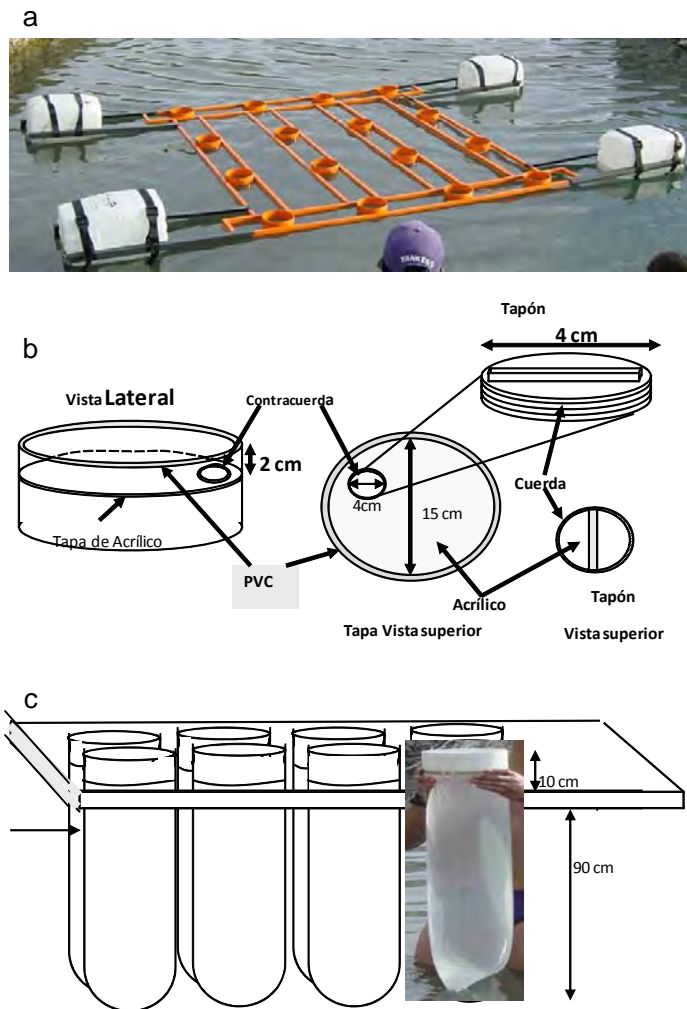 a
YANKEES
b
Tapón
4 cm
Vista Lateral
Contracuerda
2 cm
Cuerda
4cm
15 cm
Tapa de Acrílico
PVC
Acrílico
Tapón
Tapa Vista superior
Vista superior
c
10 cm
90 cm